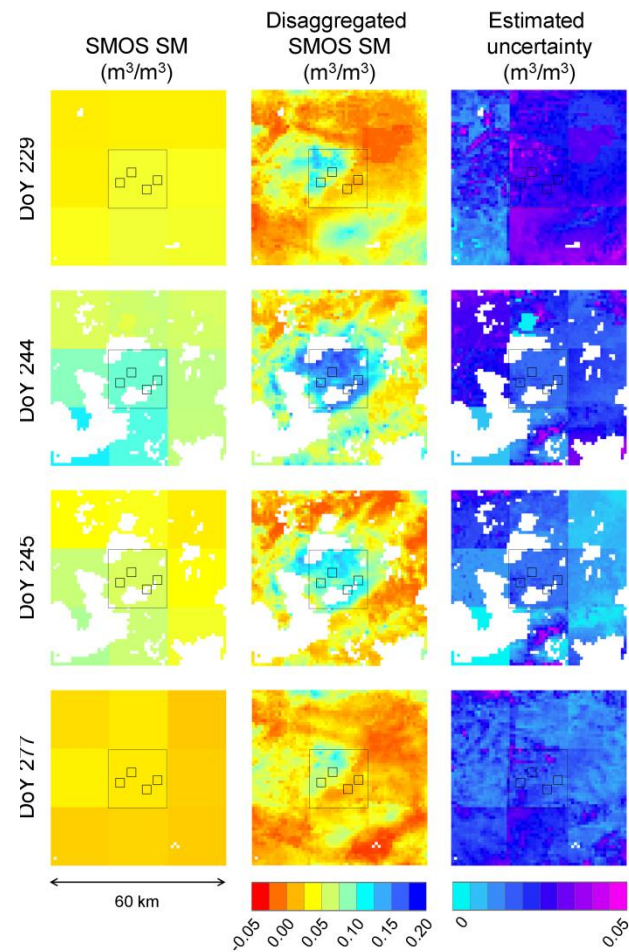 SMOS SM
(m³/m³)
Disaggregated
SMOS SM
(m³/m³)
Estimated
uncertainty
(m³/m³)
DoY 229
DoY 244
DoY 245
DoY 277
60 km
-0.05
0.00
0.05
0.10
0.15
0.20
0
0.05